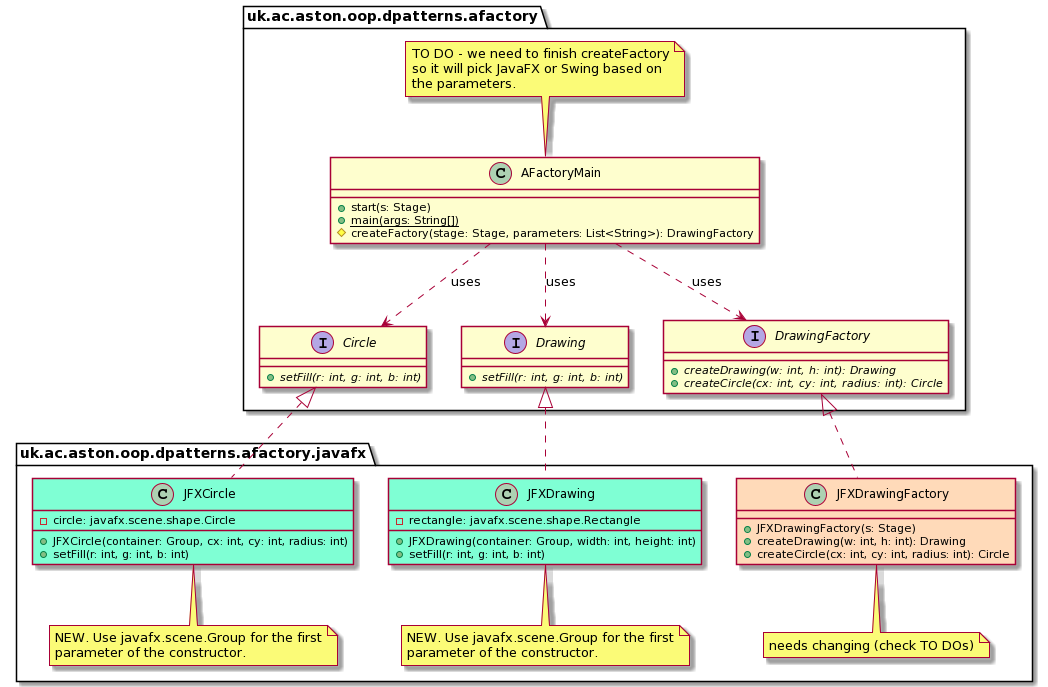 uk.ac.aston.oop.dpatterns.afactory
TO DO - we need to finish createFactory
so it will pick JavaFX or Swing based on
the parameters.
C AFactoryMain
start(s: Stage)
main(args: String[])
createFactory(stage: Stage, parameters: List<String>): DrawingFactory
uses
uses
uses
I Circle
setFill(r: int, g: int, b: int)
I Drawing
setFill(r: int, g: int, b: int)
I DrawingFactory
createDrawing(w: int, h: int): Drawing
createCircle(cx: int, cy: int, radius: int): Circle
uk.ac.aston.oop.dpatterns.afactory.javafx
C JFXCircle
circle: javafx.scene.shape.Circle
JFXCircle(container: Group, cx: int, cy: int, radius: int)
setFill(r: int, g: int, b: int)
C JFXDrawing
rectangle: javafx.scene.shape.Rectangle
JFXDrawing(container: Group, width: int, height: int)
setFill(r: int, g: int, b: int)
C JFXDrawingFactory
JFXDrawingFactory(s: Stage)
createDrawing(w: int, h: int): Drawing
createCircle(cx: int, cy: int, radius: int): Circle
NEW. Use javafx.scene.Group for the first
parameter of the constructor.
NEW. Use javafx.scene.Group for the first
parameter of the constructor.
needs changing (check TO DOs)